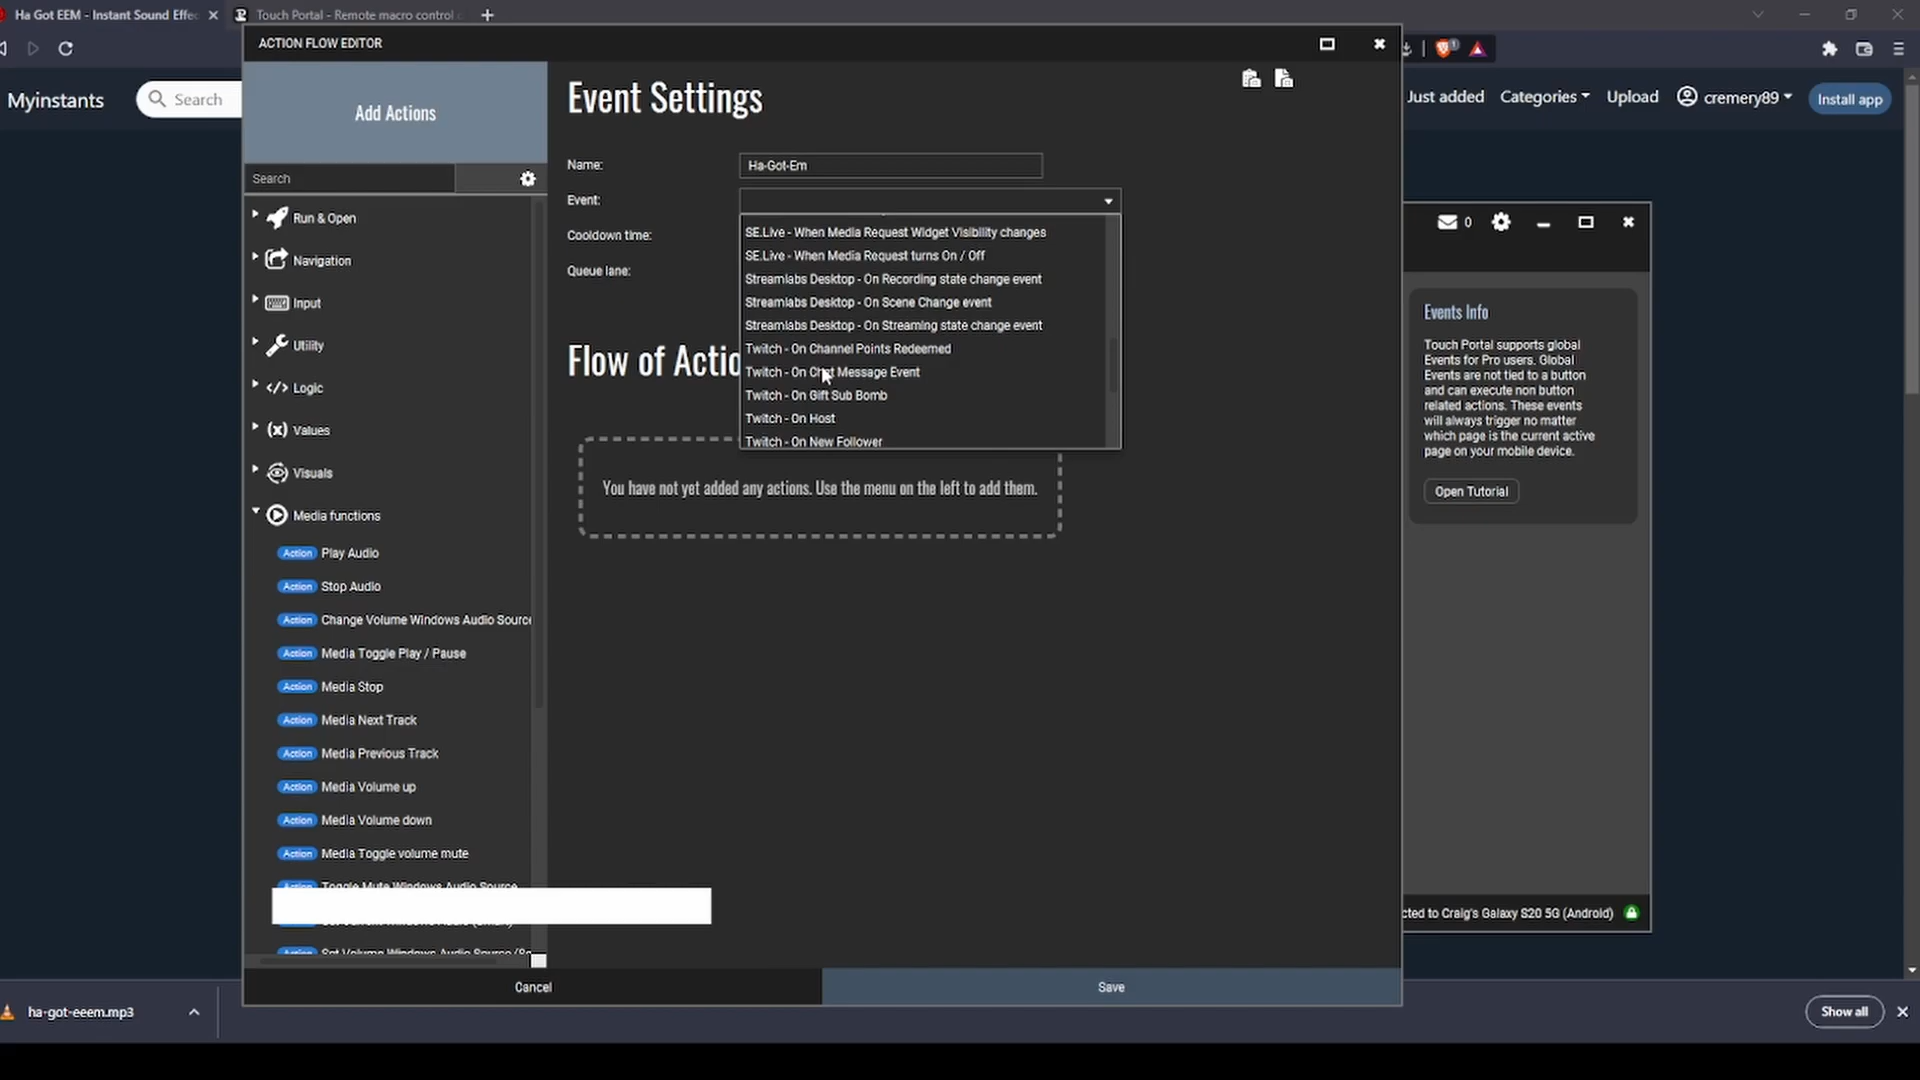 Ha Got EEM - Instant Sound Effec
Touch Portal - Remote macro control
Myinstants
Search
Just added
Categories
Upload
cremery89
Install app
ACTION FLOW EDITOR
Add Actions
Search
Run & Open
Navigation
Input
Utility
Logic
Values
Visuals
Media functions
Action Play Audio
Action Stop Audio
Action Change Volume Windows Audio Source
Action Media Toggle Play / Pause
Action Media Stop
Action Media Next Track
Action Media Previous Track
Action Media Volume up
Action Media Volume down
Action Media Toggle volume mute
Action Toggle Mute Windows Audio Source
Event Settings
Name:
Ha-Got-Em
Event:
Cooldown time:
Queue lane:
SE.Live - When Media Request Widget Visibility changes
SE.Live - When Media Request turns On / Off
Streamlabs Desktop - On Recording state change event
Streamlabs Desktop - On Scene Change event
Streamlabs Desktop - On Streaming state change event
Twitch - On Channel Points Redeemed
Twitch - On Chat Message Event
Twitch - On Gift Sub Bomb
Twitch - On Host
Twitch - On New Follower
Flow of Actio
You have not yet added any actions. Use the menu on the left to add them.
Cancel
Save
0
Events Info
Touch Portal supports global
Events for Pro users. Global
Events are not tied to a button
and can execute non button
related actions. These events
will always trigger no matter
which page is the current active
page on your mobile device.
Open Tutorial
cted to Craig's Galaxy S20 5G (Android)
ha-got-eeem.mp3
Show all